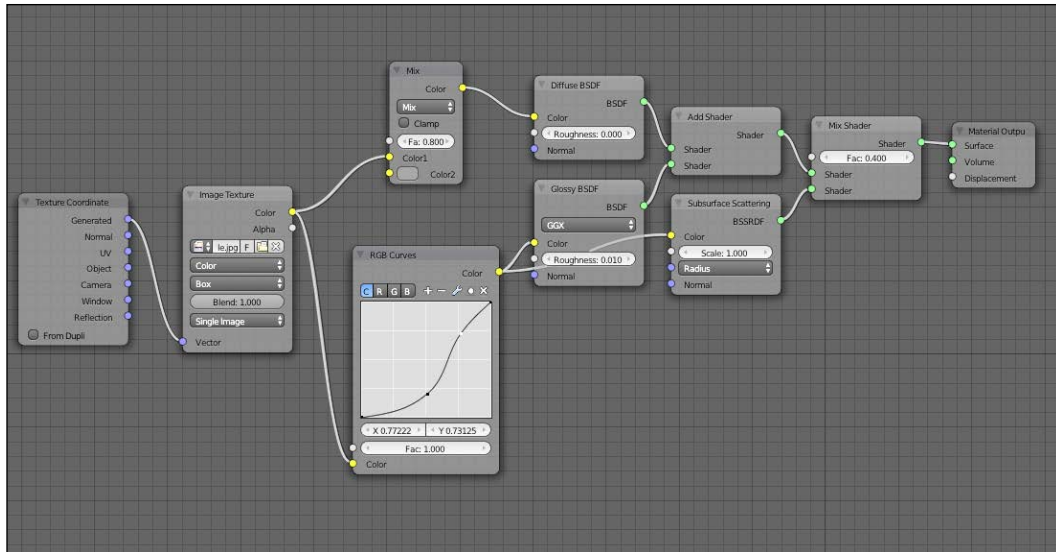 Texture Coordinate
Generated
Normal
UV
Object
Camera
Window
Reflection
From Dupli
Image Texture
Color
Alpha
le.jpg F
Color
Box
Blend: 1.000
Single Image
Vector
Mix
Color
Mix
Clamp
Fa: 0.800
Color1
Color2
RGB Curves
Color
C R G B
X 0.77222 Y 0.73125
Fac: 1.000
Color
Diffuse BSDF
BSDF
Color
Roughness: 0.000
Normal
Glossy BSDF
BSDF
GGX
Color
Roughness: 0.010
Normal
Add Shader
Shader
Shader
Shader
Subsurface Scattering
BSSRDF
Color
Scale: 1.000
Radius
Normal
Mix Shader
Shader
Fac: 0.400
Shader
Shader
Material Outpu
Surface
Volume
Displacement